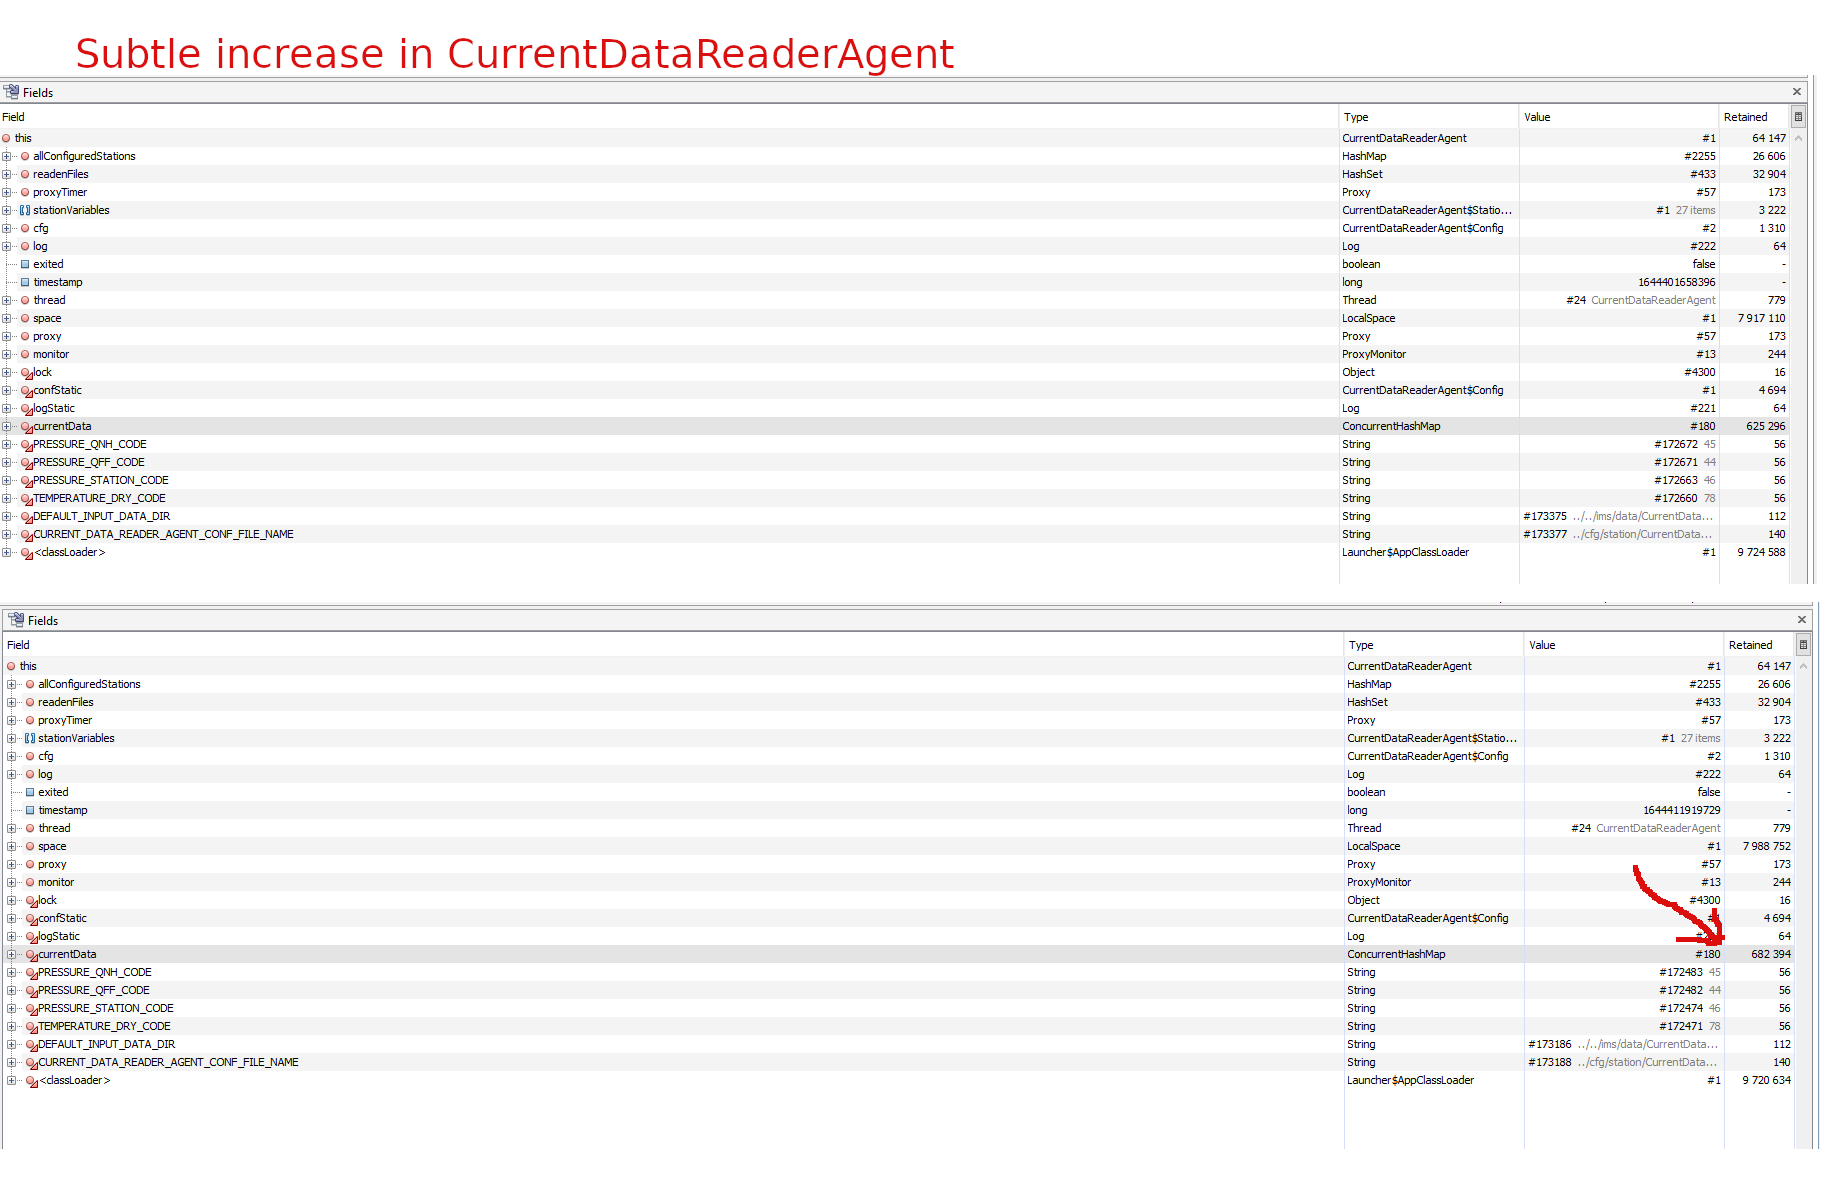 Subtle increase in CurrentDataReaderAgent
Fields
Field Type Value Retained
this CurrentDataReaderAgent #1 64 147
allConfiguredStations HashMap #2255 26 606
readenFiles HashSet #433 32 904
proxyTimer Proxy #57 173
stationVariables CurrentDataReaderAgent$Statio... #1 27 items 3 222
cfg CurrentDataReaderAgent$Config #2 1 310
log Log #222 64
exited boolean false -
timestamp long 1644401658396 -
thread Thread #24 CurrentDataReaderAgent 779
space LocalSpace #1 7 917 110
proxy Proxy #57 173
monitor ProxyMonitor #13 244
lock Object #4300 16
confStatic CurrentDataReaderAgent$Config #1 4 694
logStatic Log #221 64
currentData ConcurrentHashMap #180 625 296
PRESSURE_QNH_CODE String #172672 45 56
PRESSURE_QFF_CODE String #172671 44 56
PRESSURE_STATION_CODE String #172663 46 56
TEMPERATURE_DRY_CODE String #172660 78 56
DEFAULT_INPUT_DATA_DIR String #173375 ../../ims/data/CurrentData... 112
CURRENT_DATA_READER_AGENT_CONF_FILE_NAME String #173377 ../cfg/station/CurrentData... 140
<classLoader> Launcher$AppClassLoader #1 9 724 588
Fields
Field Type Value Retained
this CurrentDataReaderAgent #1 64 147
allConfiguredStations HashMap #2255 26 606
readenFiles HashSet #433 32 904
proxyTimer Proxy #57 173
stationVariables CurrentDataReaderAgent$Statio... #1 27 items 3 222
cfg CurrentDataReaderAgent$Config #2 1 310
log Log #222 64
exited boolean false -
timestamp long 1644411919729 -
thread Thread #24 CurrentDataReaderAgent 779
space LocalSpace #1 7 988 752
proxy Proxy #57 173
monitor ProxyMonitor #13 244
lock Object #4300 16
confStatic CurrentDataReaderAgent$Config 4 694
logStatic Log 64
currentData ConcurrentHashMap #180 682 394
PRESSURE_QNH_CODE String #172483 45 56
PRESSURE_QFF_CODE String #172482 44 56
PRESSURE_STATION_CODE String #172474 46 56
TEMPERATURE_DRY_CODE String #172471 78 56
DEFAULT_INPUT_DATA_DIR String #173186 ../../ims/data/CurrentData... 112
CURRENT_DATA_READER_AGENT_CONF_FILE_NAME String #173188 ../cfg/station/CurrentData... 140
<classLoader> Launcher$AppClassLoader #1 9 720 634